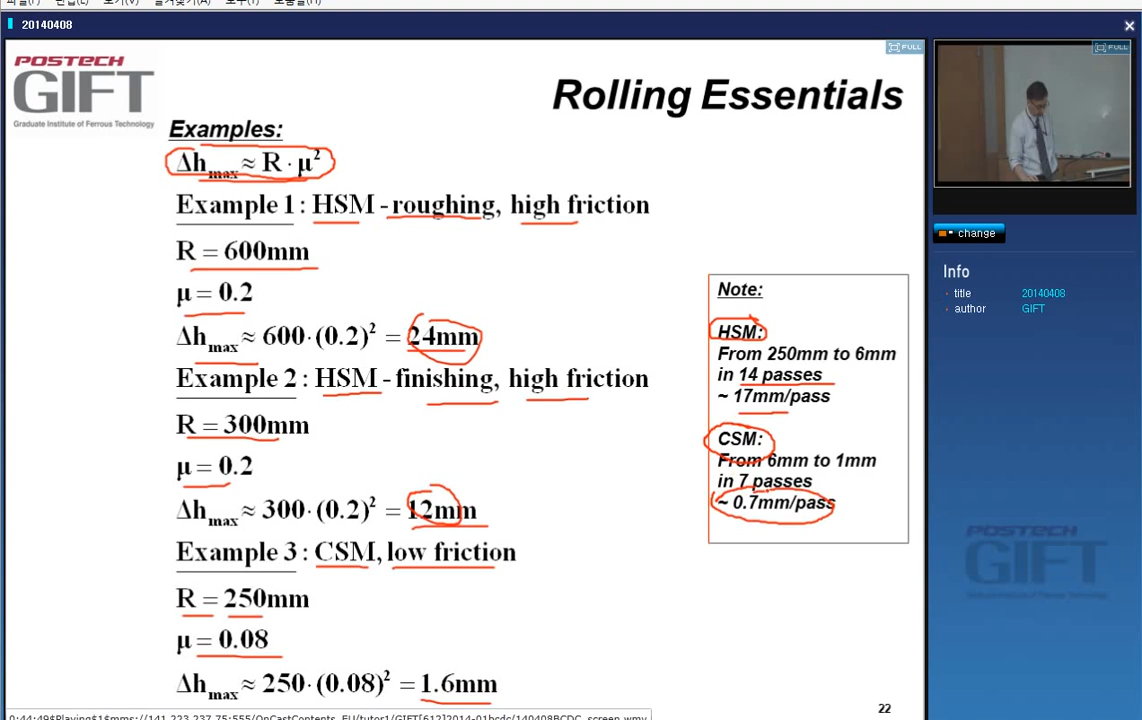 20140408
POSTECH
GIFT
Graduate Institute of Ferrous Technology
FULL
Rolling Essentials
Examples:
Δh_max ≈ R · μ²
Example 1 : HSM - roughing, high friction
R = 600mm
μ = 0.2
Δh_max ≈ 600 · (0.2)² = 24mm
Example 2 : HSM - finishing, high friction
R = 300mm
μ = 0.2
Δh_max ≈ 300 · (0.2)² = 12mm
Example 3 : CSM, low friction
R = 250mm
μ = 0.08
Δh_max ≈ 250 · (0.08)² = 1.6mm
Note:
HSM:
From 250mm to 6mm
in 14 passes
~ 17mm/pass
CSM:
From 6mm to 1mm
in 7 passes
~ 0.7mm/pass
22
FULL
change
Info
title 20140408
author GIFT
POSTECH
GIFT